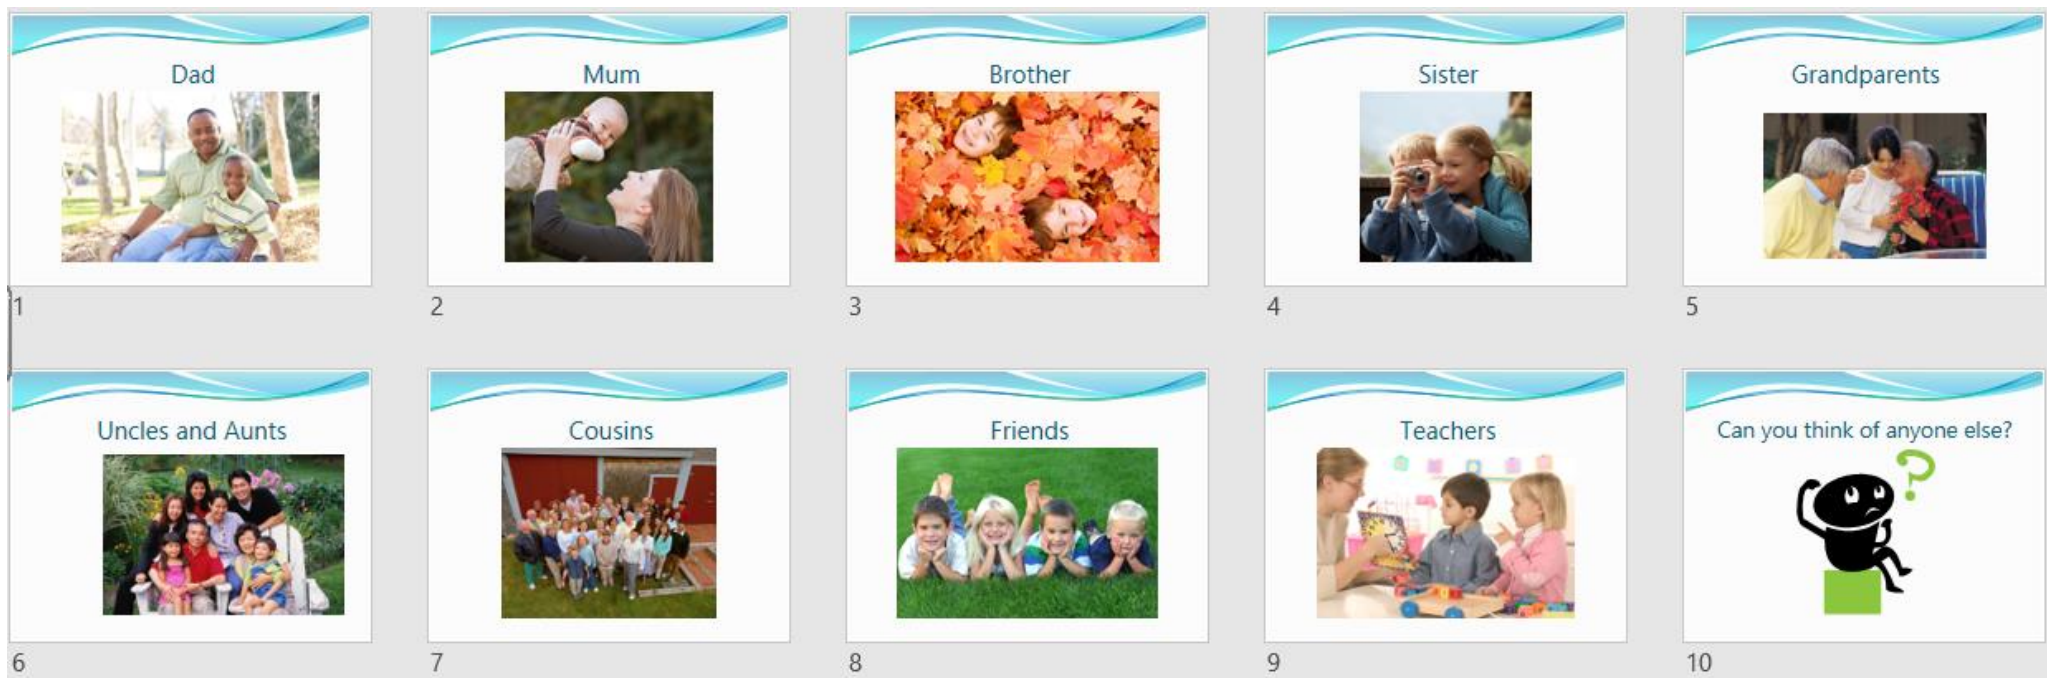 Dad
Mum
Brother
Sister
Grandparents
1
2
3
4
5
Uncles and Aunts
Cousins
Friends
Teachers
Can you think of anyone else?
?
6
7
8
9
10